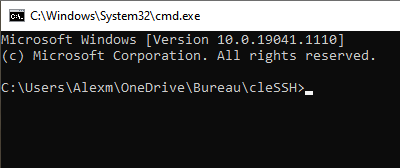 C:\Windows\System32\cmd.exe
Microsoft Windows [Version 10.0.19041.1110]
(c) Microsoft Corporation. All rights reserved.
C:\Users\Alexm\OneDrive\Bureau\cleSSH>